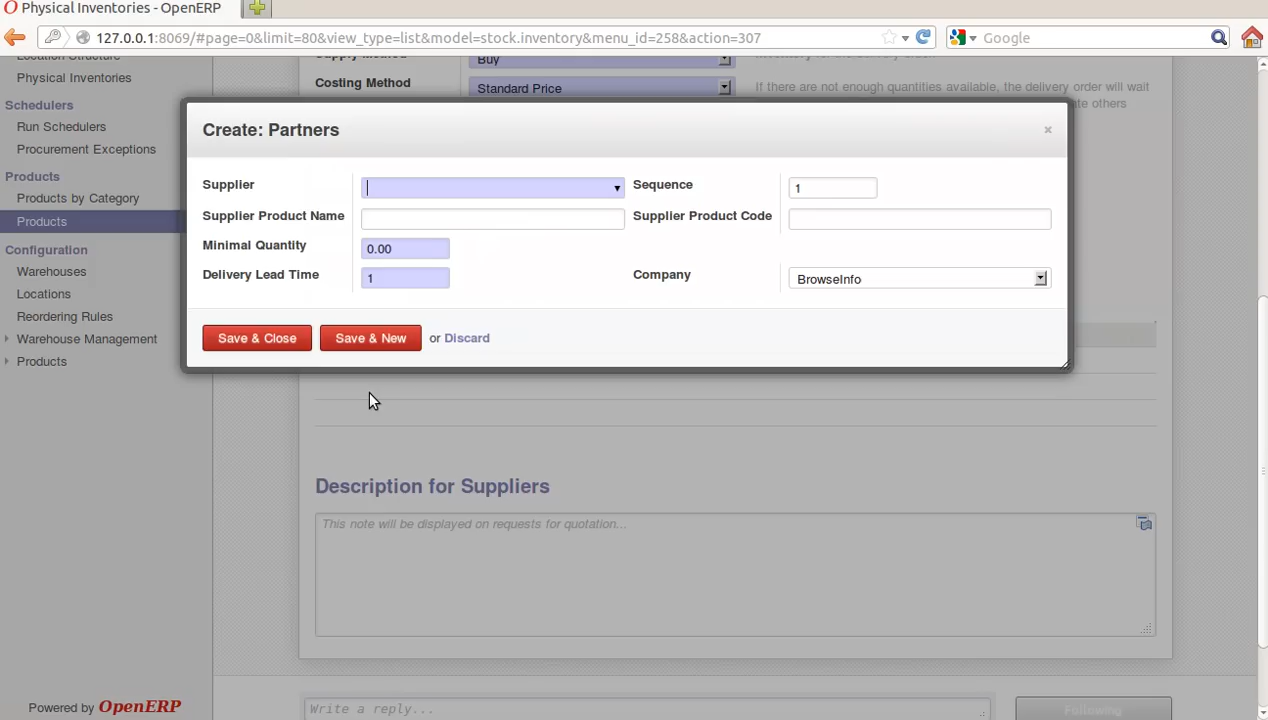 Physical Inventories - OpenERP
127.0.0.1:8069/#page=0&limit=80&view_type=list&model=stock.inventory&menu_id=258&action=307
Google
Location Structure
Physical Inventories
Schedulers
Run Schedulers
Procurement Exceptions
Products
Products by Category
Products
Configuration
Warehouses
Locations
Reordering Rules
Warehouse Management
Products
Powered by OpenERP
Supply Method Buy
Costing Method Standard Price
If there are not enough quantities available, the delivery order will wait
Create: Partners
×
Supplier
Sequence 1
Supplier Product Name
Supplier Product Code
Minimal Quantity 0.00
Delivery Lead Time 1
Company BrowseInfo
Save & Close Save & New or Discard
Description for Suppliers
This note will be displayed on requests for quotation...
Write a reply...
Following